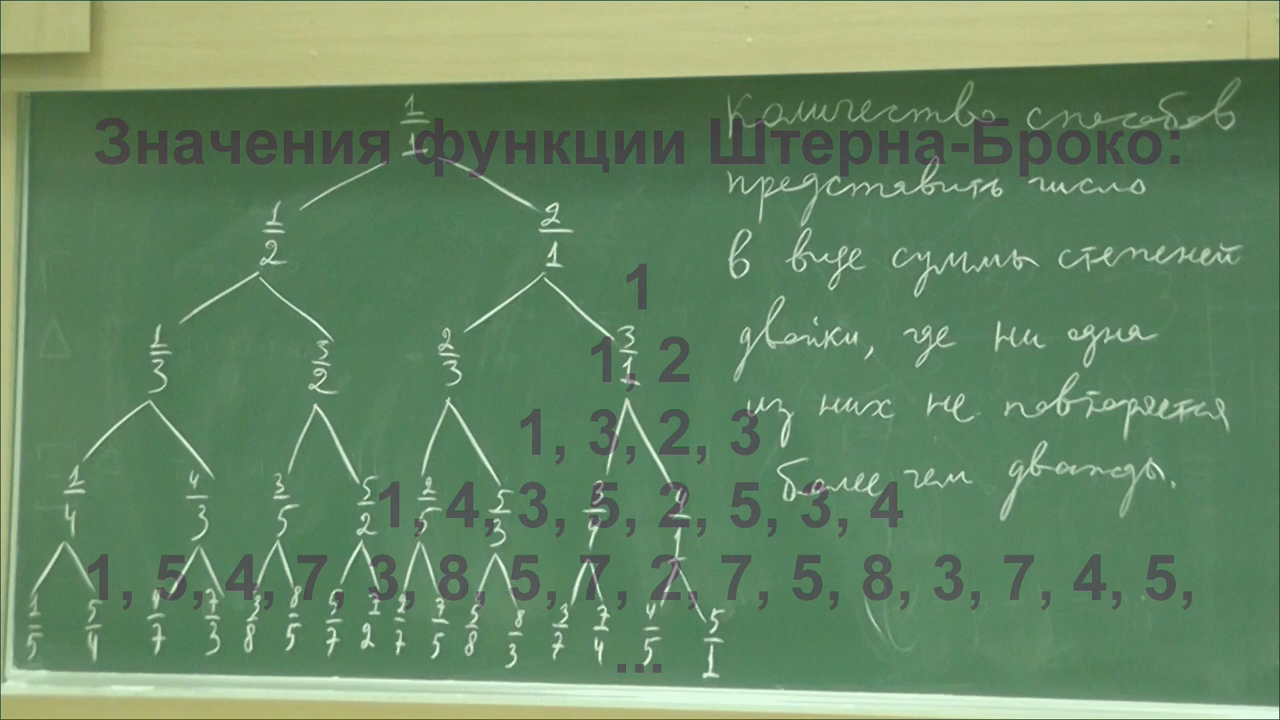 Значения функции Штерна-Броко:
1
1, 2
1, 3, 2, 3
1, 4, 3, 5, 2, 5, 3, 4
1, 5, 4, 7, 3, 8, 5, 7, 2, 7, 5, 8, 3, 7, 4, 5,
...
1/1
1/2 2/1
1/3 3/2 2/3 3/1
1/4 4/3 3/5 5/2 2/5 5/3 3/4 4/1
1/5 5/4 4/7 7/3 3/8 8/5 5/7 7/2 2/7 7/5 5/8 8/3 3/7 7/4 4/5 5/1
Количество способов
представить число
в виде суммы степеней
двойки, где ни одна
из них не повторяется
более чем дважды.